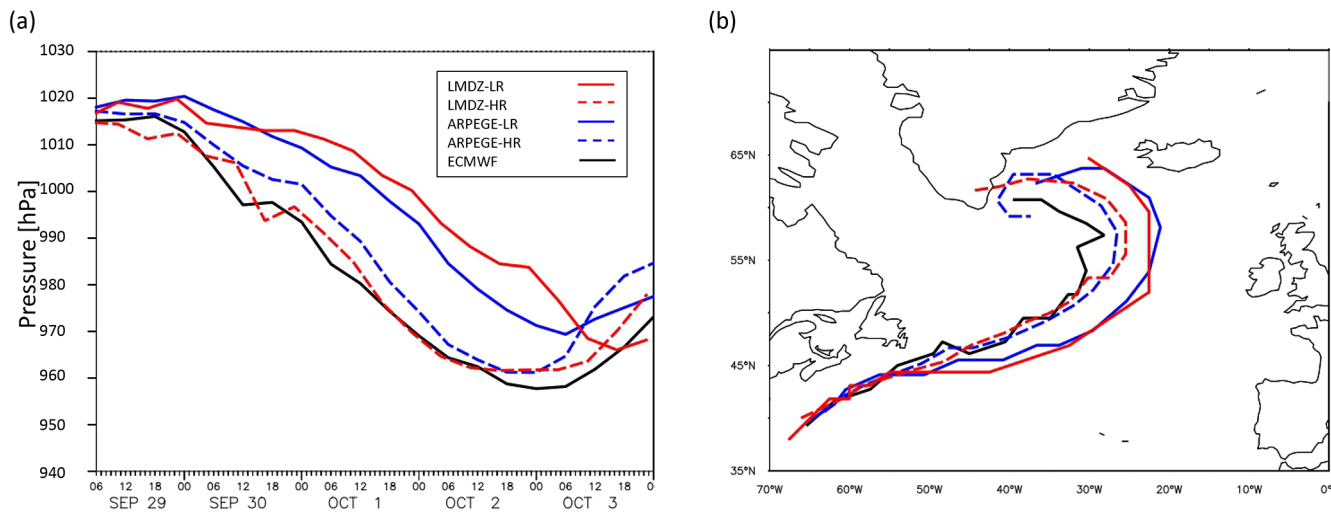 (a)
(b)
1030
1020
1010
1000
990
980
970
960
950
940
Pressure [hPa]
LMDZ-LR
LMDZ-HR
ARPEGE-LR
ARPEGE-HR
ECMWF
06 12 18 00 06 12 18 00 06 12 18 00 06 12 18 00 06 12 18 0
SEP 29 SEP 30 OCT 1 OCT 2 OCT 3
65°N
55°N
45°N
35°N
70°W 60°W 50°W 40°W 30°W 20°W 10°W 0°